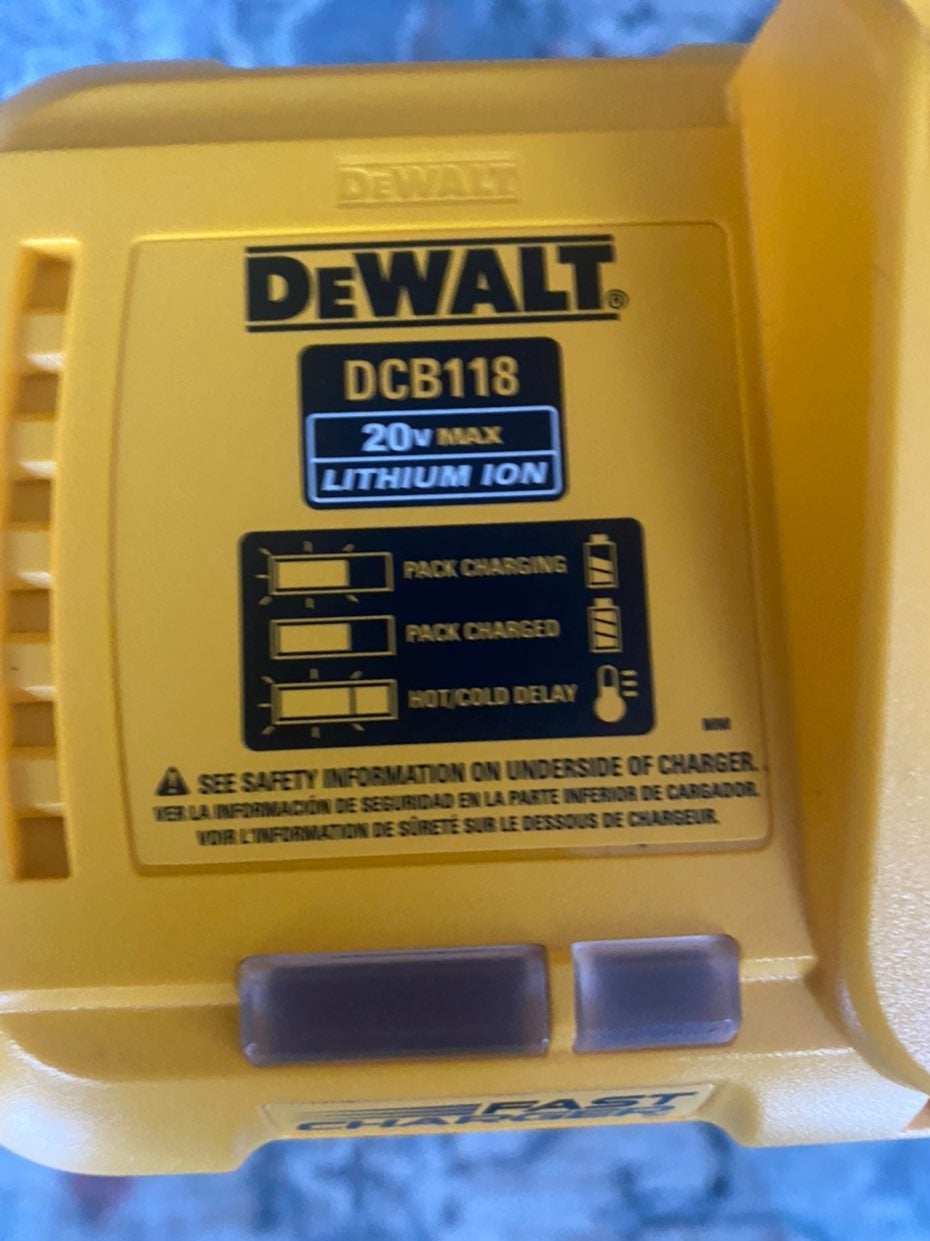 DEWALT
DEWALT®
DCB118
20V MAX
LITHIUM ION
PACK CHARGING
PACK CHARGED
HOT/COLD DELAY
MM
SEE SAFETY INFORMATION ON UNDERSIDE OF CHARGER.
VER LA INFORMACIÓN DE SEGURIDAD EN LA PARTE INFERIOR DE CARGADOR.
VOIR L'INFORMATION DE SÛRETÉ SUR LE DESSOUS DE CHARGEUR.
FAST
CHARGER